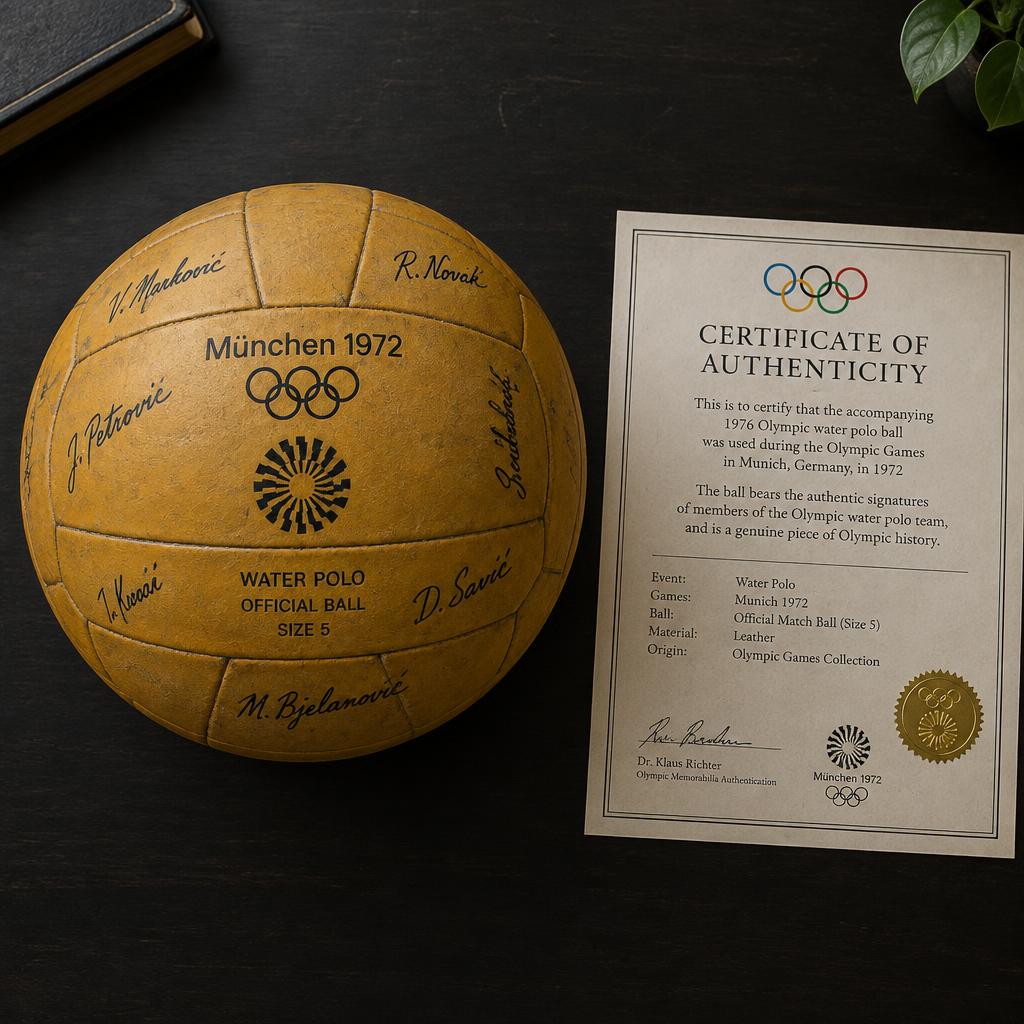 V. Marković
R. Novak
München 1972
J. Petrović
WATER POLO
OFFICIAL BALL
SIZE 5
D. Savić
M. Bjelanović
CERTIFICATE OF
AUTHENTICITY
This is to certify that the accompanying
1976 Olympic water polo ball
was used during the Olympic Games
in Munich, Germany, in 1972
The ball bears the authentic signatures
of members of the Olympic water polo team,
and is a genuine piece of Olympic history.
Event: Water Polo
Games: Munich 1972
Ball: Official Match Ball (Size 5)
Material: Leather
Origin: Olympic Games Collection
Dr. Klaus Richter
Olympic Memorabilla Authentication
München 1972